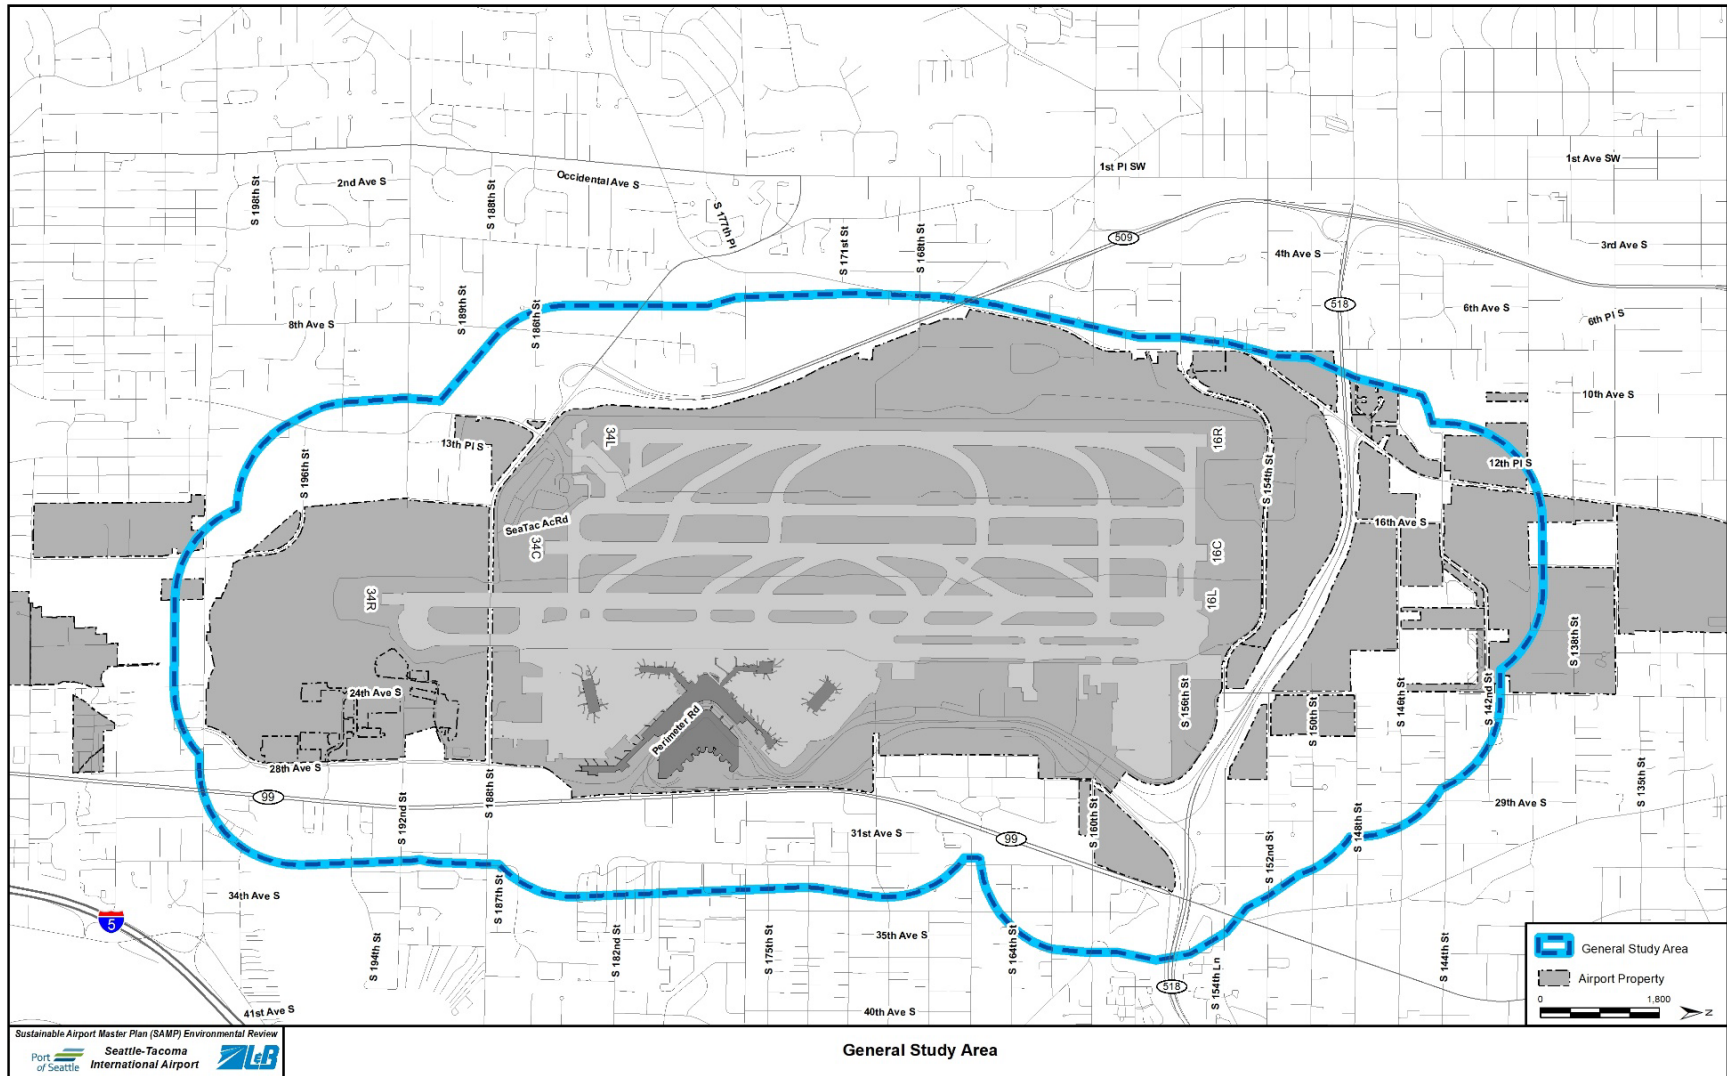 1st Pl SW
1st Ave SW
2nd Ave S
Occidental Ave S
S 198th St
S 188th St
S 177th Pl
S 171st St
S 168th St
509
4th Ave S
3rd Ave S
518
8th Ave S
S 189th St
S 186th St
6th Ave S
6th Pl S
10th Ave S
13th Pl S
34L
16R
12th Pl S
S 196th St
S 154th St
SeaTac AcRd
34C
16C
16th Ave S
34R
16L
S 138th St
24th Ave S
Perimeter Rd
S 156th St
S 150th St
S 146th St
S 142nd St
28th Ave S
99
S 192nd St
S 188th St
31st Ave S
99
S 160th St
S 152nd St
S 148th St
29th Ave S
S 135th St
34th Ave S
5
S 187th St
S 194th St
S 182nd St
S 175th St
35th Ave S
S 164th St
518
S 154th Ln
S 144th St
41st Ave S
40th Ave S
General Study Area
Airport Property
0 1,800
N
Sustainable Airport Master Plan (SAMP) Environmental Review
Port
of Seattle
Seattle-Tacoma
International Airport
L&B
General Study Area